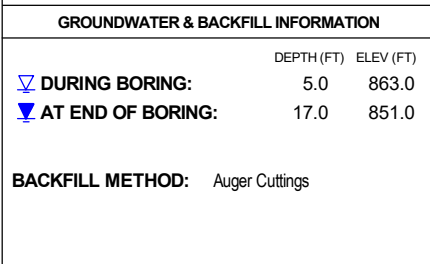 GROUNDWATER & BACKFILL INFORMATION
DEPTH (FT) ELEV (FT)
DURING BORING: 5.0 863.0
AT END OF BORING: 17.0 851.0
BACKFILL METHOD: Auger Cuttings